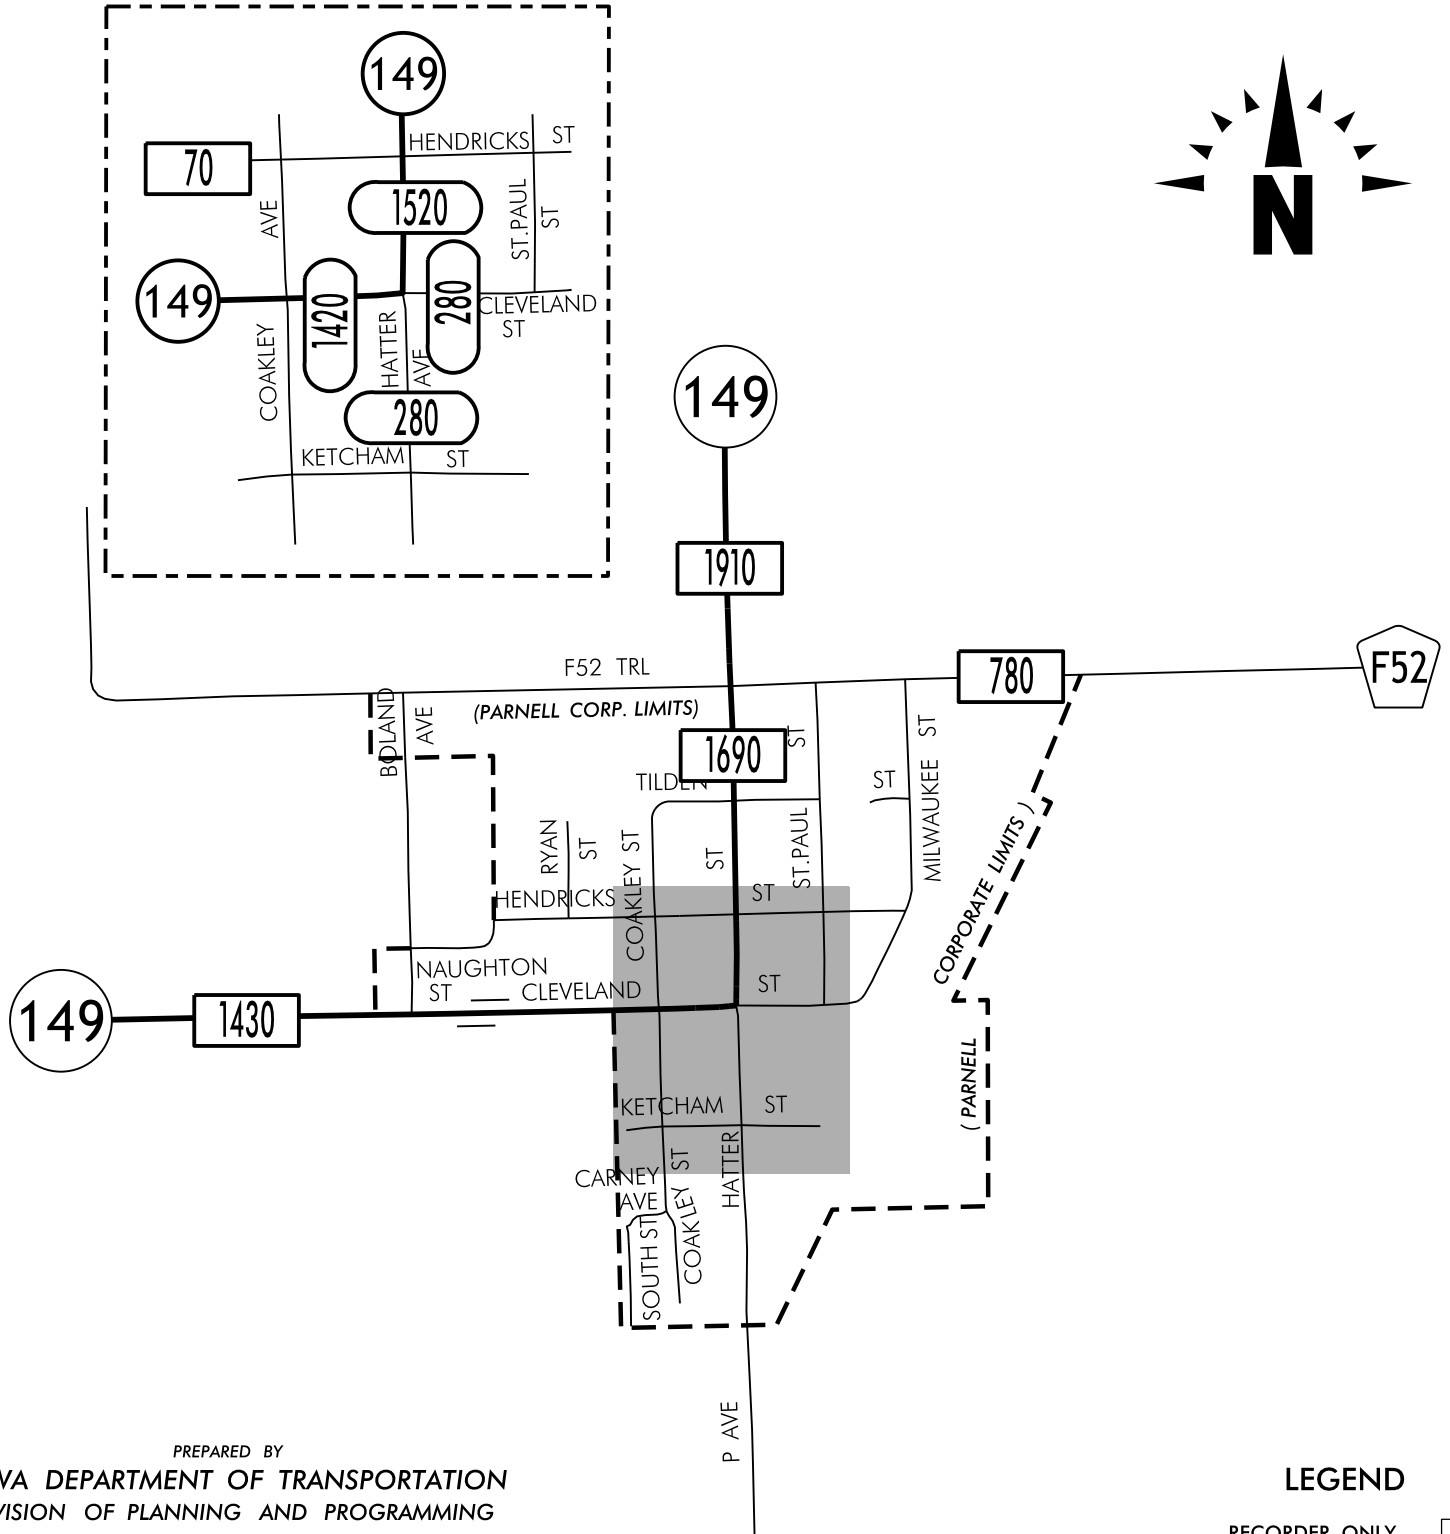 149
HENDRICKS ST
70
1520
AVE
ST.PAUL ST
149
1420
280
CLEVELAND
ST
COAKLEY
HATTER
AVE
280
KETCHAM ST
N
149
1910
F52 TRL
780
F52
(PARNELL CORP. LIMITS)
BOLAND
AVE
1690
ST
TILDEN
ST
MILWAUKEE ST
RYAN
ST
COAKLEY ST
ST
ST.PAUL
HENDRICKS
ST
CORPORATE LIMITS )
NAUGHTON
ST
CLEVELAND
ST
149
1430
( PARNELL
KETCHAM ST
CARNEY
AVE
COAKLEY ST
HATTER
SOUTH ST
P AVE
PREPARED BY
WA DEPARTMENT OF TRANSPORTATION
VISION OF PLANNING AND PROGRAMMING
LEGEND
RECORDER ONLY